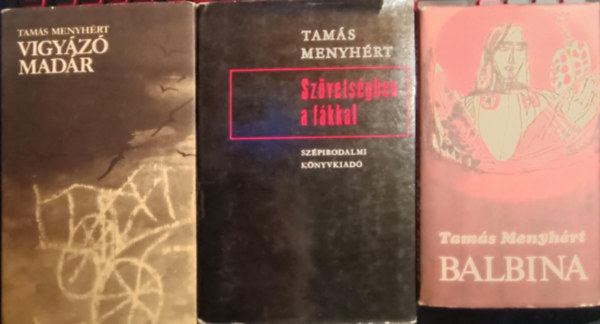 TAMÁS MENYHÉRT
VIGYÁZÓ
MADÁR
TAMÁS
MENYHÉRT
Szövetségben
a fákkal
SZÉPIRODALMI
KÖNYVKIADÓ
Tamás Menyhért
BALBINA